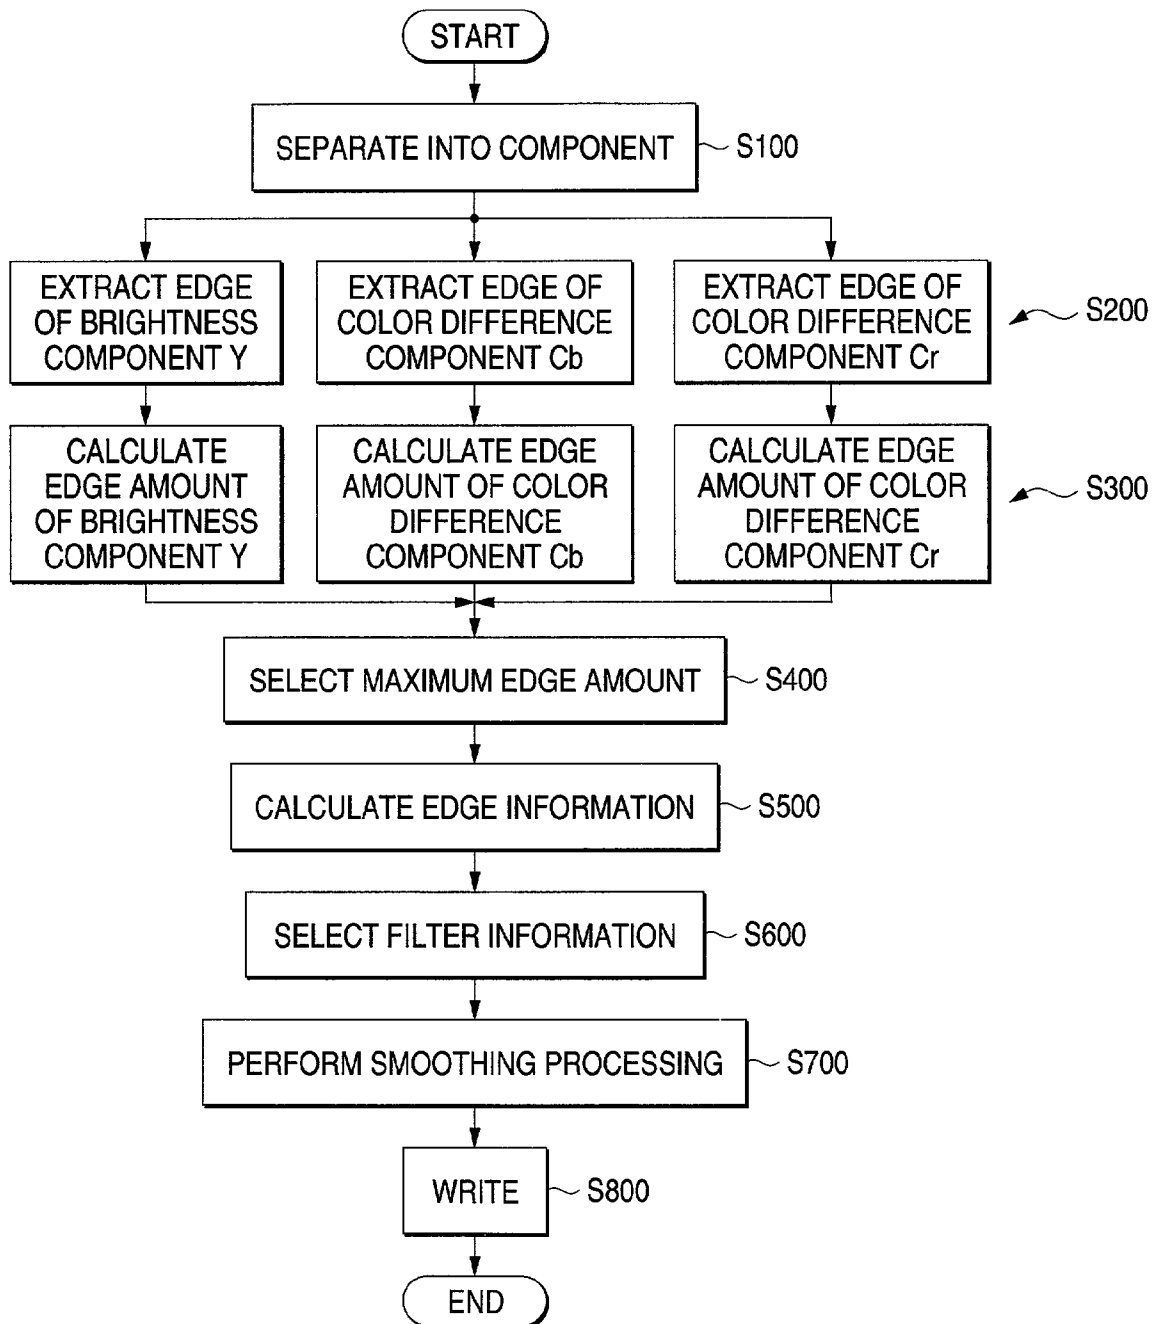 START
SEPARATE INTO COMPONENT
S100
EXTRACT EDGE
OF BRIGHTNESS
COMPONENT Y
EXTRACT EDGE OF
COLOR DIFFERENCE
COMPONENT Cb
EXTRACT EDGE OF
COLOR DIFFERENCE
COMPONENT Cr
S200
CALCULATE
EDGE AMOUNT
OF BRIGHTNESS
COMPONENT Y
CALCULATE EDGE
AMOUNT OF COLOR
DIFFERENCE
COMPONENT Cb
CALCULATE EDGE
AMOUNT OF COLOR
DIFFERENCE
COMPONENT Cr
S300
SELECT MAXIMUM EDGE AMOUNT
S400
CALCULATE EDGE INFORMATION
S500
SELECT FILTER INFORMATION
S600
PERFORM SMOOTHING PROCESSING
S700
WRITE
S800
END